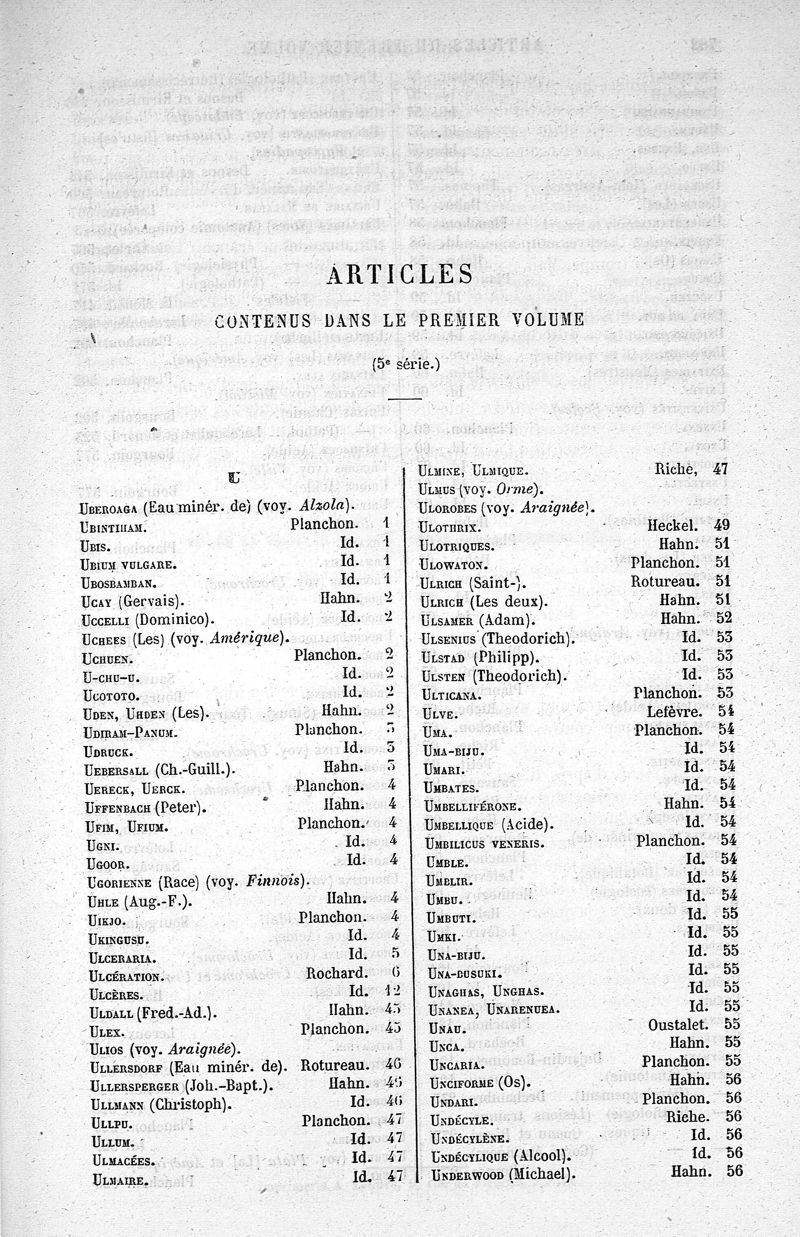 ARTICLES
CONTENUS DANS LE PREMIER VOLUME
(5e série.)
U
UBEROAGA (Eau minér. de) (voy. Alzola).
UBINTIHAM. Planchon. 1
UBIS. Id. 1
UBIUM VULGARE. Id. 1
UBOSBAMBAN. Id. 1
UCAY (Gervais). Hahn. 2
UCCELLI (Dominico). Id. 2
UCHEES (Les) (voy. Amérique).
UCHUEN. Planchon. 2
U-CHU-U. Id. 2
UCOTOTO. Id. 2
UDEN, UHDEN (Les). Hahn. 2
UDIRAM-PANUM. Planchon. 3
UDRUCK. Id. 3
UEBERSALL (Ch.-Guill.). Hahn. 3
UERECK, UERCK. Planchon. 4
UFFENBACH (Peter). Hahn. 4
UFIM, UFIUM. Planchon. 4
UGNI. Id. 4
UGOOR. Id. 4
UGORIENNE (Race) (voy. Finnois).
UHLE (Aug.-F.). Hahn. 4
UIKJO. Planchon. 4
UKINGUSU. Id. 4
ULCERARIA. Id. 5
ULCÉRATION. Rochard. 6
ULCÈRES. Id. 12
ULDALL (Fred.-Ad.). Hahn. 45
ULEX. Planchon. 45
ULIOS (voy. Araignée).
ULLERSDORF (Eau minér. de). Rotureau. 46
ULLERSPERGER (Joh.-Bapt.). Hahn. 46
ULLMANN (Christoph). Id. 46
ULLPU. Planchon. 47
ULLUM. Id. 47
ULMACÉES. Id. 47
ULMAIRE. Id. 47
ULMINE, ULMIQUE. Riche, 47
ULMUS (voy. Orme).
ULOROBES (voy. Araignée).
ULOTHRIX. Heckel. 49
ULOTRIQUES. Hahn. 51
ULOWATON. Planchon. 51
ULRICH (Saint-). Rotureau. 51
ULRICH (Les deux). Hahn. 51
ULSAMER (Adam). Hahn. 52
ULSENIUS (Theodorich). Id. 53
ULSTAD (Philipp). Id. 53
ULSTEN (Theodorich). Id. 53
ULTICANA. Planchon. 53
ULVE. Lefèvre. 54
UMA. Planchon. 54
UMA-BIJU. Id. 54
UMARI. Id. 54
UMBATES. Id. 54
UMBELLIFÉRONE. Hahn. 54
UMBELLIQUE (Acide). Id. 54
UMBILICUS VENERIS. Planchon. 54
UMBLE. Id. 54
UMBLIR. Id. 54
UMBU. Id. 54
UMBUTI. Id. 55
UMKI. Id. 55
UNA-BIJU. Id. 55
UNA-BUSUKI. Id. 55
UNAGHAS, UNGHAS. Id. 55
UNANEA, UNARENUEA. Id. 55
UNAU. Oustalet. 55
UNCA. Hahn. 55
UNCARIA. Planchon. 55
UNCIFORME (Os). Hahn. 56
UNDARI. Planchon. 56
UNDÉCYLE. Riche. 56
UNDÉCYLÈNE. Id. 56
UNDÉCYLIQUE (Alcool). Id. 56
UNDERWOOD (Michael). Hahn. 56